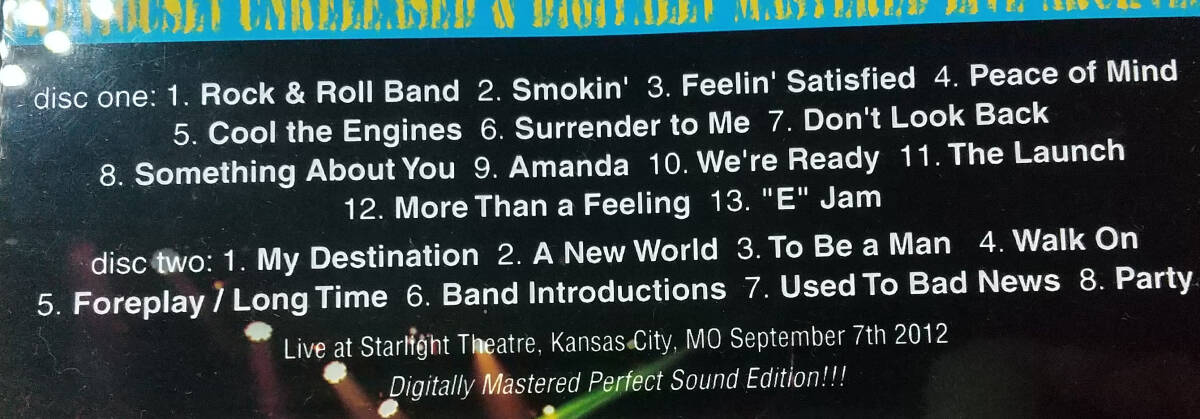 UNRELEASED & DIGITALLY MASTERED LIVE
disc one: 1. Rock & Roll Band 2. Smokin' 3. Feelin' Satisfied 4. Peace of Mind
5. Cool the Engines 6. Surrender to Me 7. Don't Look Back
8. Something About You 9. Amanda 10. We're Ready 11. The Launch
12. More Than a Feeling 13. "E" Jam
disc two: 1. My Destination 2. A New World 3. To Be a Man 4. Walk On
5. Foreplay / Long Time 6. Band Introductions 7. Used To Bad News 8. Party
Live at Starlight Theatre, Kansas City, MO September 7th 2012
Digitally Mastered Perfect Sound Edition!!!